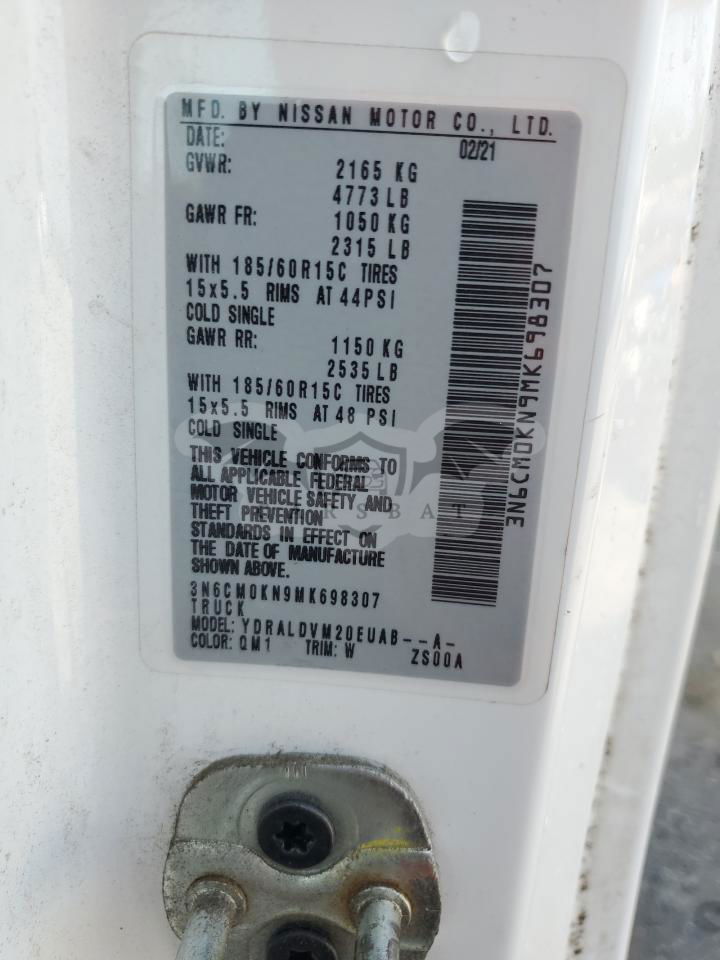 MFD. BY NISSAN MOTOR CO., LTD.
DATE: 02/21
GVWR: 2165 KG
4773 LB
GAWR FR: 1050 KG
2315 LB
WITH 185/60R15C TIRES
15x5.5 RIMS AT 44PSI
COLD SINGLE
GAWR RR: 1150 KG
2535 LB
WITH 185/60R15C TIRES
15x5.5 RIMS AT 48 PSI
COLD SINGLE
THIS VEHICLE CONFORMS TO
ALL APPLICABLE FEDERAL
MOTOR VEHICLE SAFETY AND
THEFT PREVENTION
STANDARDS IN EFFECT ON
THE DATE OF MANUFACTURE
SHOWN ABOVE.
3N6CM0KN9MK698307
TRUCK
MODEL: YDRALDVM20EUAB--A-
COLOR: QM1 TRIM: W ZS00A
3N6CM0KN9MK698307